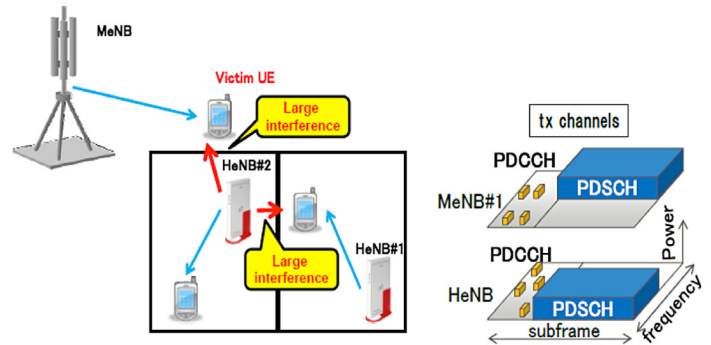 MeNB
Victim UE
Large
interference
HeNB#2
Large
interference
HeNB#1
tx channels
PDCCH
PDSCH
MeNB#1
PDCCH
HeNB
PDSCH
subframe
Power
frequency